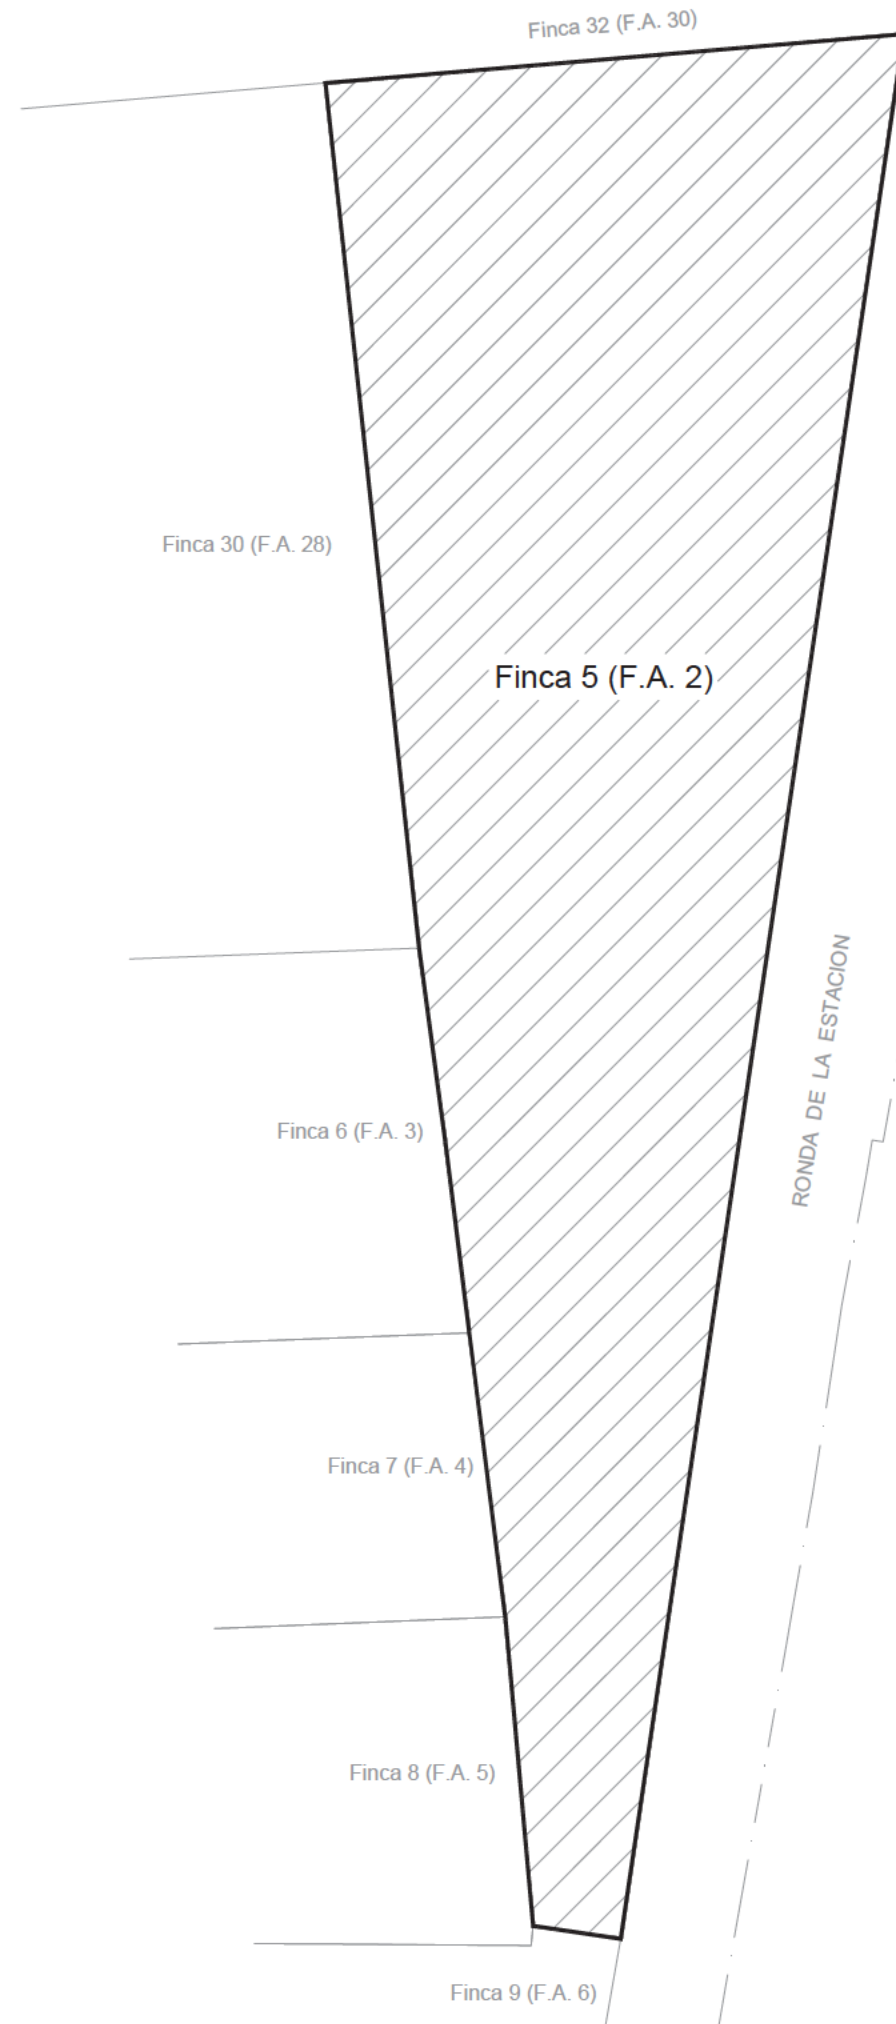 Finca 32 (F.A. 30)
Finca 30 (F.A. 28)
Finca 5 (F.A. 2)
RONDA DE LA ESTACION
Finca 6 (F.A. 3)
Finca 7 (F.A. 4)
Finca 8 (F.A. 5)
Finca 9 (F.A. 6)